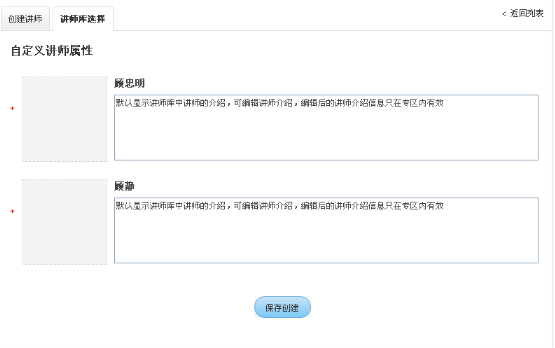 创建讲师
讲师库选择
< 返回列表
自定义讲师属性
顾忠明
*
默认显示讲师库中讲师的介绍，可编辑讲师介绍，编辑后的讲师介绍信息只在专区内有效
顾静
*
默认显示讲师库中讲师的介绍，可编辑讲师介绍，编辑后的讲师介绍信息只在专区内有效
保存创建